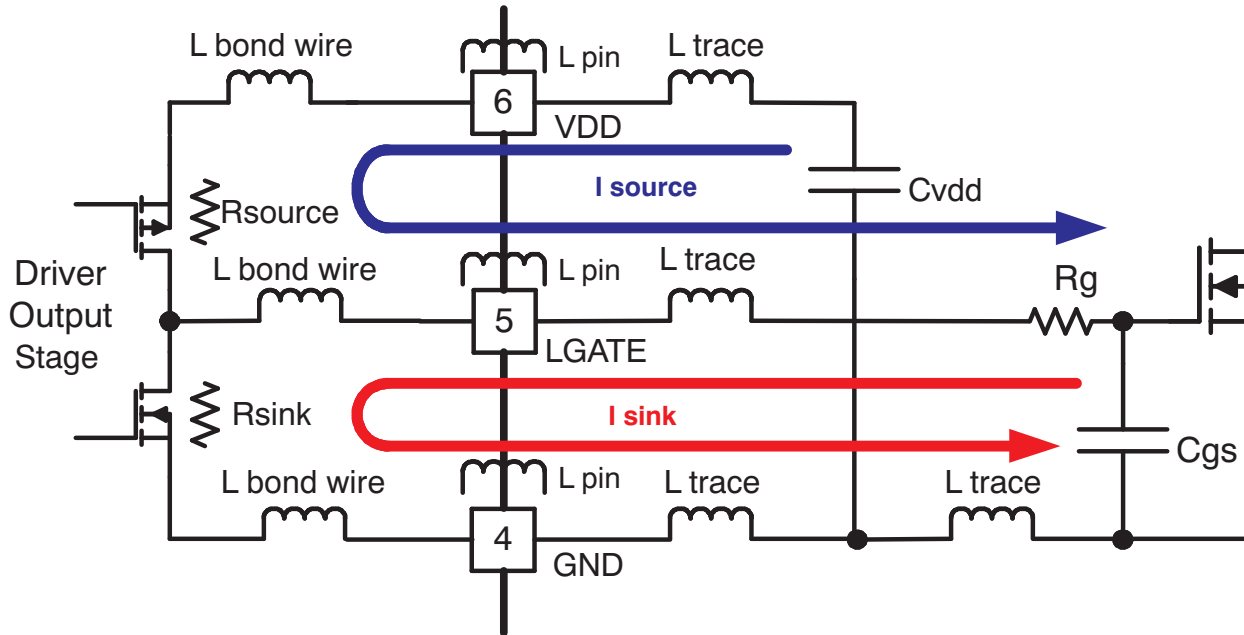 L bond wire
L pin
L trace
6
VDD
I source
Cvdd
Rsource
L bond wire
L pin
L trace
Rg
Driver
Output
Stage
5
LGATE
Rsink
I sink
Cgs
L bond wire
L pin
L trace
L trace
4
GND